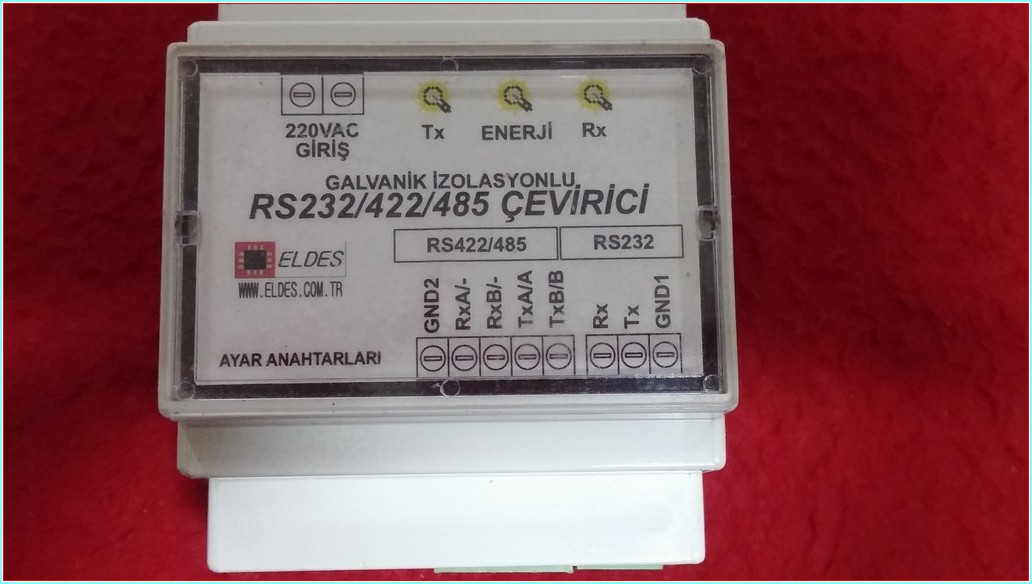 220VAC
GİRİŞ
Tx
ENERJİ
Rx
GALVANİK İZOLASYONLU
RS232/422/485 ÇEVİRİCİ
RS422/485
RS232
ELDES
WWW.ELDES.COM.TR
GND2
RxA/-
RxB/-
TxA/A
TxB/B
Rx
Tx
GND1
AYAR ANAHTARLARI